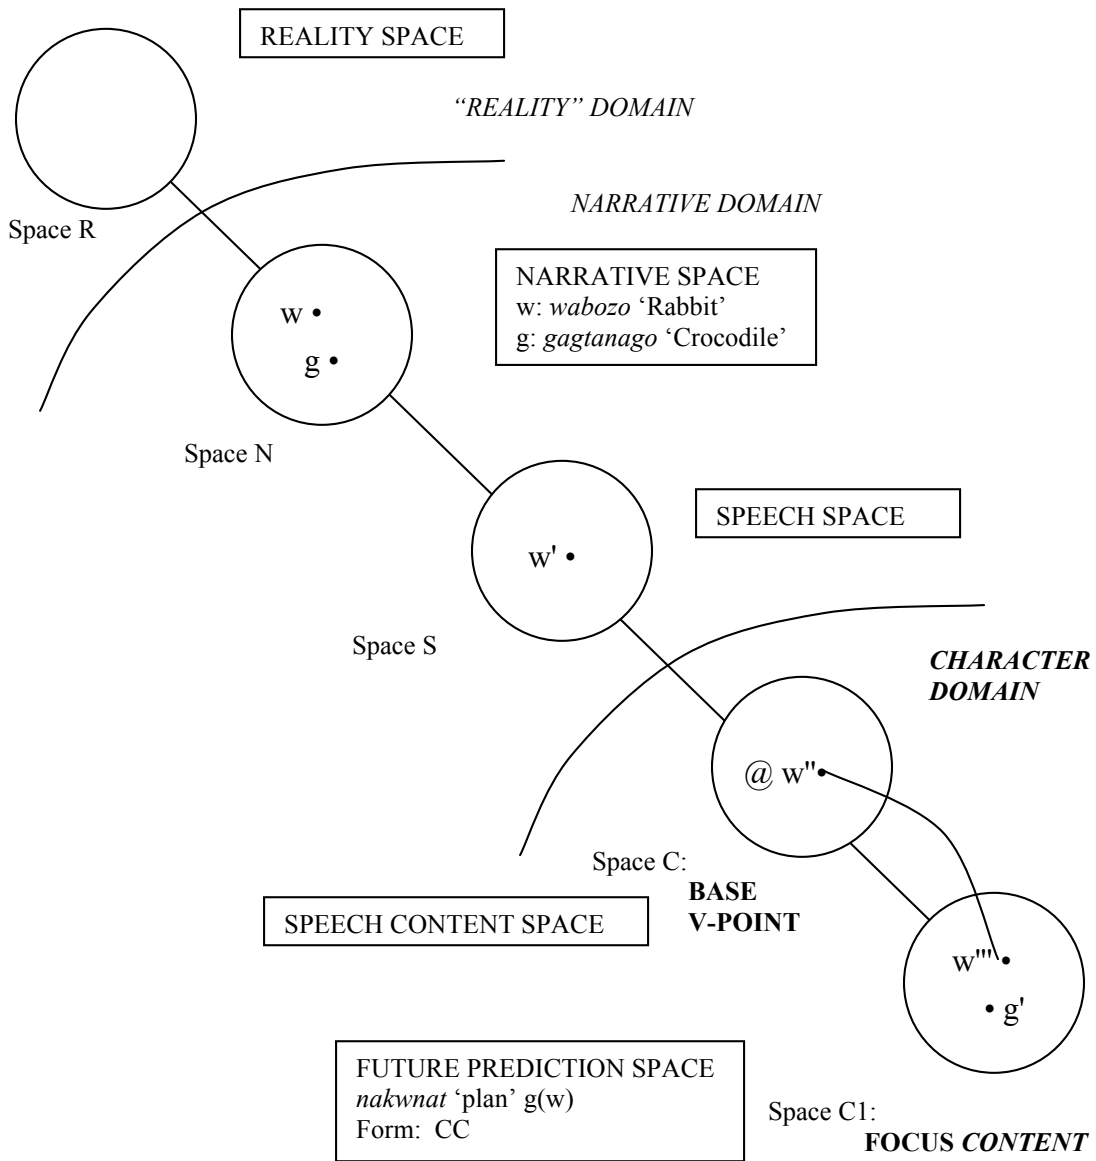 REALITY SPACE
“REALITY” DOMAIN
Space R
NARRATIVE DOMAIN
NARRATIVE SPACE
w: wabozo ‘Rabbit’
g: gagtanago ‘Crocodile’
w •
g •
Space N
SPEECH SPACE
w' •
Space S
CHARACTER
DOMAIN
@ w"•
Space C:
BASE
V-POINT
SPEECH CONTENT SPACE
w"' •
• g'
FUTURE PREDICTION SPACE
nakwnat ‘plan’ g(w)
Form:  CC
Space C1:
FOCUS CONTENT